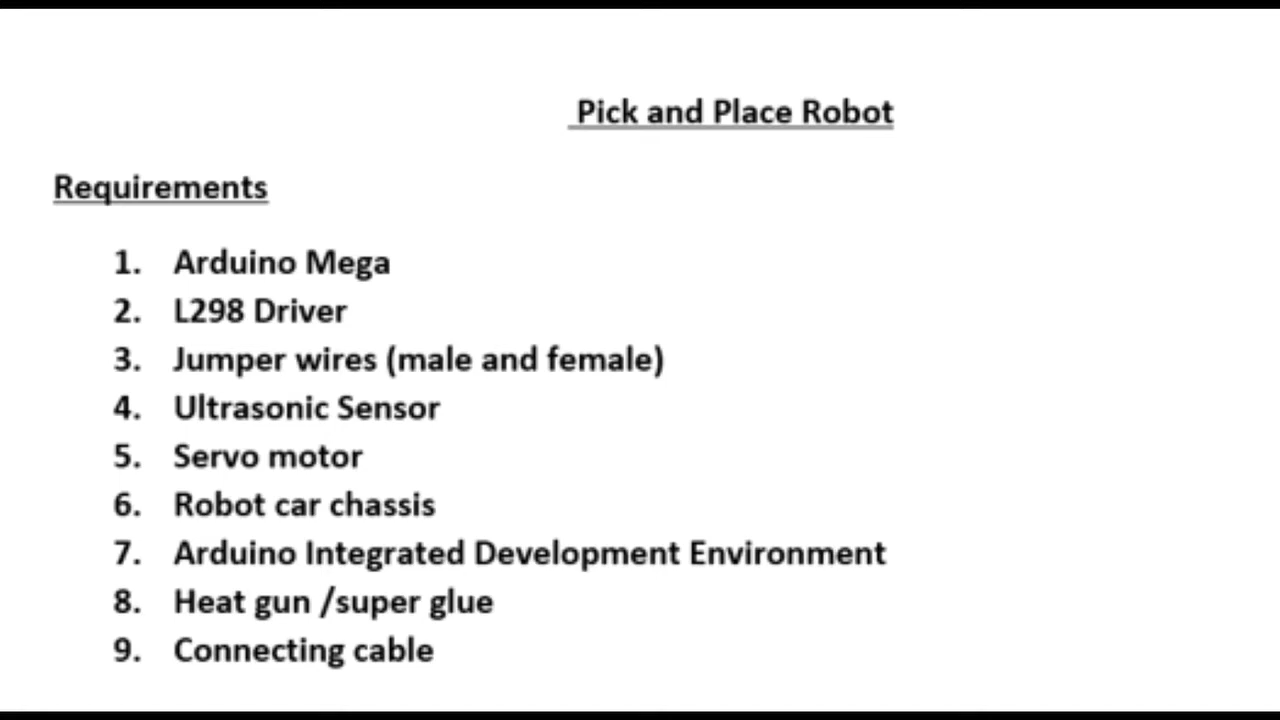 Pick and Place Robot
Requirements
1. Arduino Mega
2. L298 Driver
3. Jumper wires (male and female)
4. Ultrasonic Sensor
5. Servo motor
6. Robot car chassis
7. Arduino Integrated Development Environment
8. Heat gun /super glue
9. Connecting cable